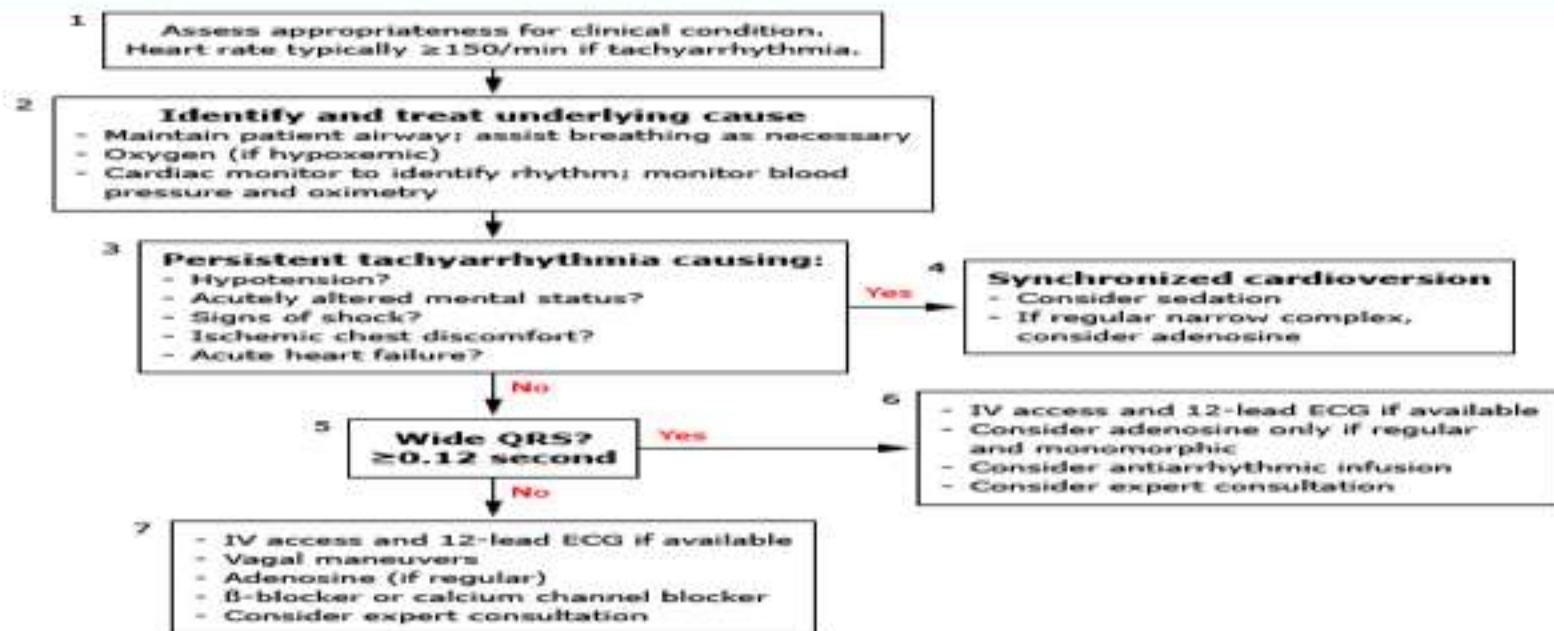 1
Assess appropriateness for clinical condition.
Heart rate typically ≥150/min if tachyarrhythmia.
2
Identify and treat underlying cause
- Maintain patient airway; assist breathing as necessary
- Oxygen (if hypoxemic)
- Cardiac monitor to identify rhythm; monitor blood
pressure and oximetry
3
Persistent tachyarrhythmia causing:
- Hypotension?
- Acutely altered mental status?
- Signs of shock?
- Ischemic chest discomfort?
- Acute heart failure?
Yes
4
Synchronized cardioversion
- Consider sedation
- If regular narrow complex,
consider adenosine
No
5
Wide QRS?
≥0.12 second
Yes
6
- IV access and 12-lead ECG if available
- Consider adenosine only if regular
and monomorphic
- Consider antiarrhythmic infusion
- Consider expert consultation
No
7
- IV access and 12-lead ECG if available
- Vagal maneuvers
- Adenosine (if regular)
- ß-blocker or calcium channel blocker
- Consider expert consultation